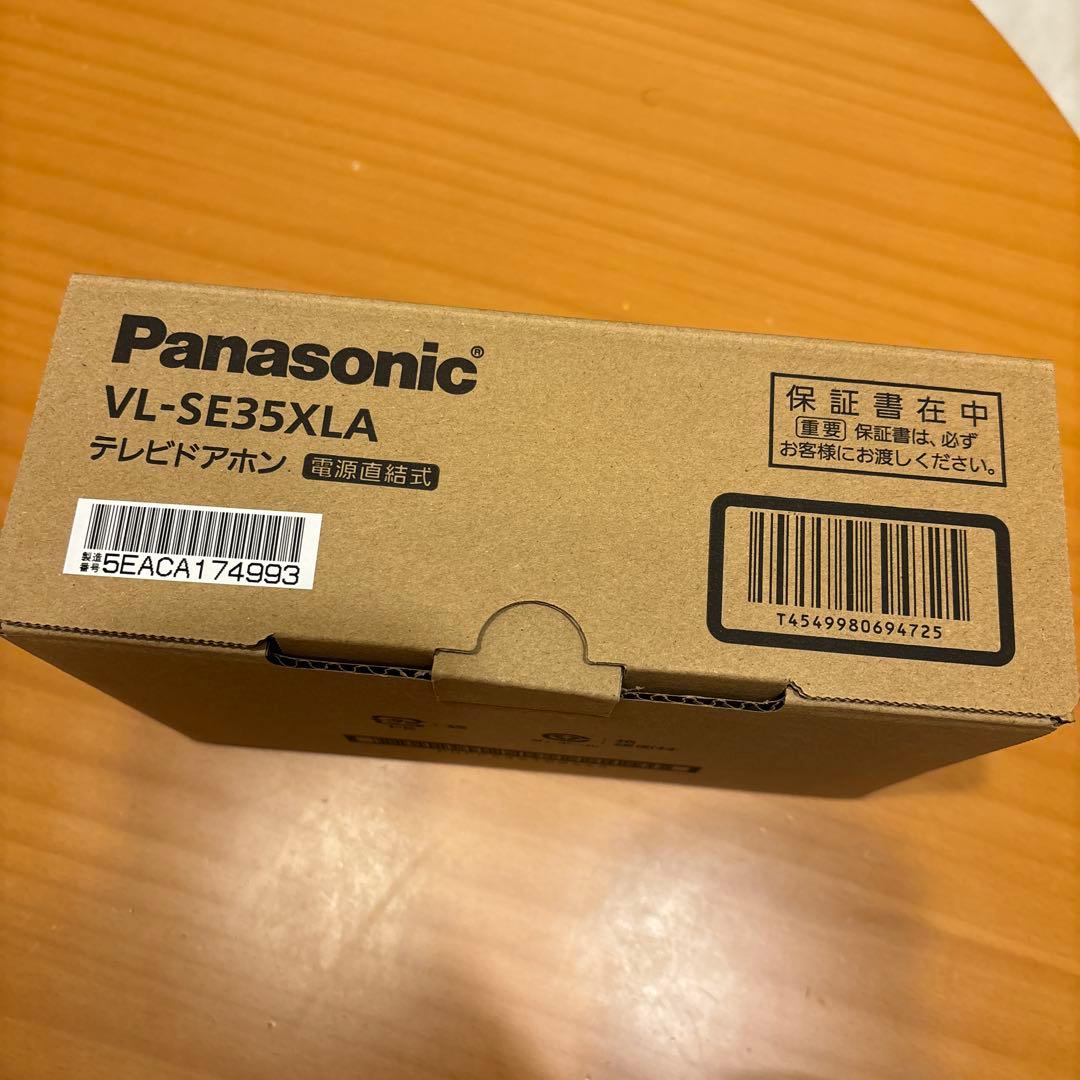 Panasonic®
VL-SE35XLA
テレビドアホン 電源直結式
製造番号 5EACA174993
保証書在中
重要 保証書は、必ず
お客様にお渡しください。
T4549980694725